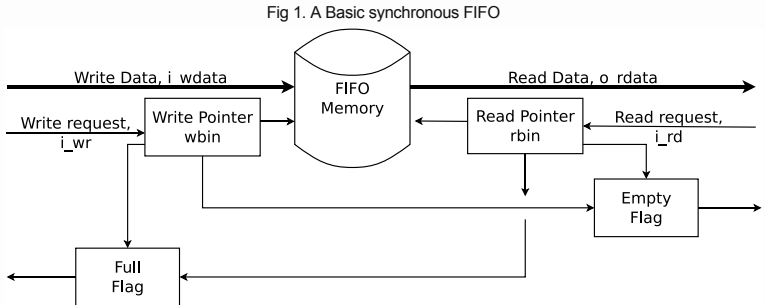 Fig 1. A Basic synchronous FIFO
Write Data, i_wdata
FIFO
Memory
Read Data, o_rdata
Write request,
i_wr
Write Pointer
wbin
Read Pointer
rbin
Read request,
i_rd
Empty
Flag
Full
Flag